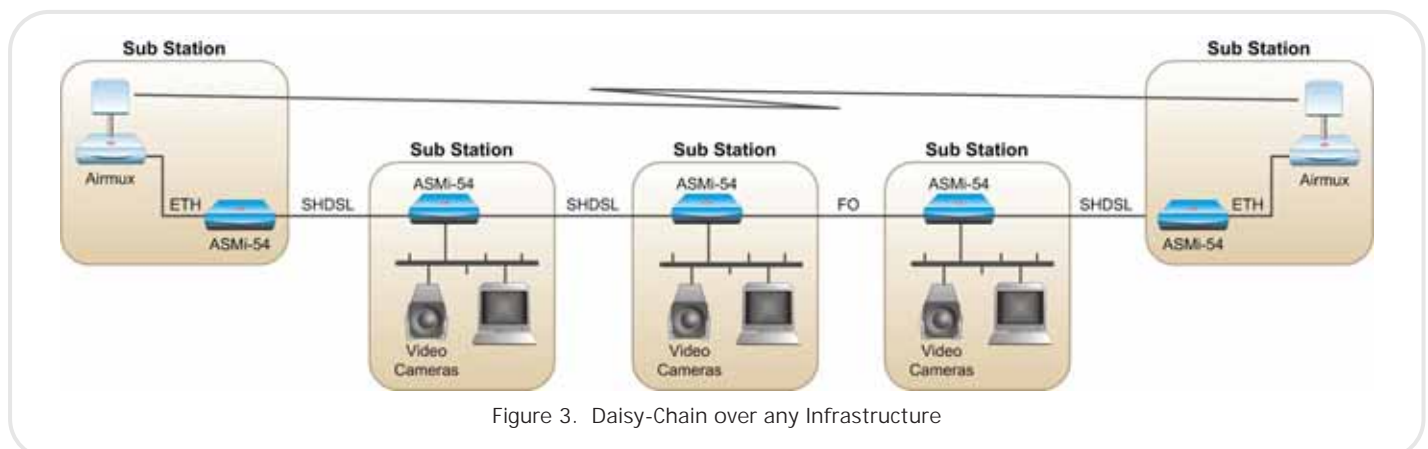 Sub Station
Sub Station
Sub Station
Sub Station
Sub Station
ASMi-54
ASMi-54
ASMi-54
Airmux
Airmux
ETH
SHDSL
SHDSL
FO
SHDSL
ETH
ASMi-54
ASMi-54
Video
Cameras
Video
Cameras
Video
Cameras
Figure 3. Daisy-Chain over any Infrastructure